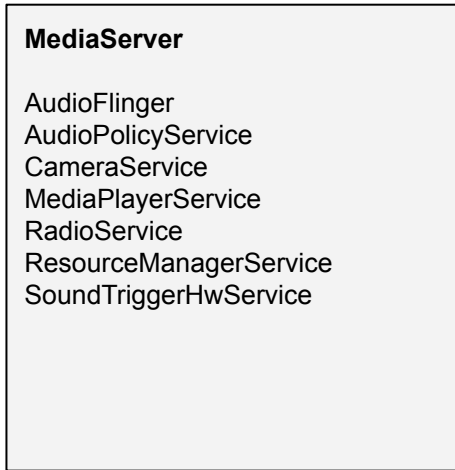 MediaServer
AudioFlinger
AudioPolicyService
CameraService
MediaPlayerService
RadioService
ResourceManagerService
SoundTriggerHwService